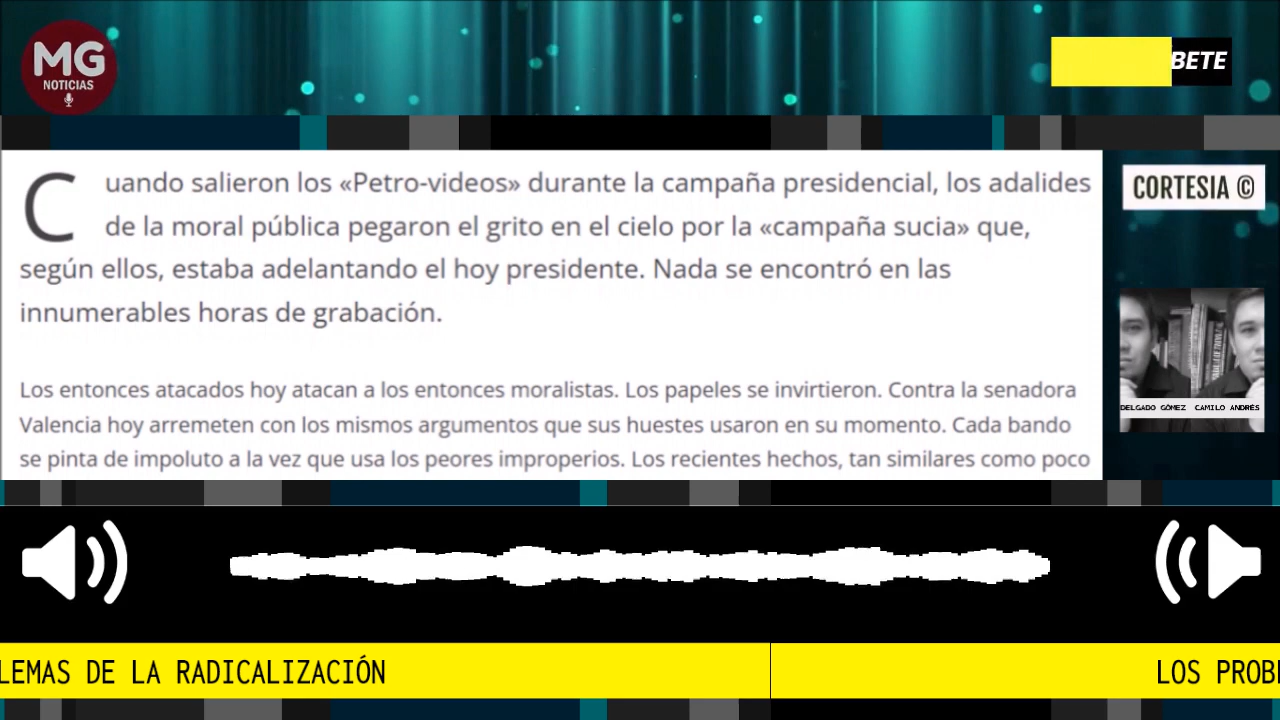 MG
NOTICIAS
BETE
Cuando salieron los «Petro-videos» durante la campaña presidencial, los adalides
de la moral pública pegaron el grito en el cielo por la «campaña sucia» que,
según ellos, estaba adelantando el hoy presidente. Nada se encontró en las
innumerables horas de grabación.
Los entonces atacados hoy atacan a los entonces moralistas. Los papeles se invirtieron. Contra la senadora
Valencia hoy arremeten con los mismos argumentos que sus huestes usaron en su momento. Cada bando
se pinta de impoluto a la vez que usa los peores improperios. Los recientes hechos, tan similares como poco
CORTESIA ©
DELGADO GÓMEZ CAMILO ANDRÉS
LEMAS DE LA RADICALIZACIÓN
LOS PROB